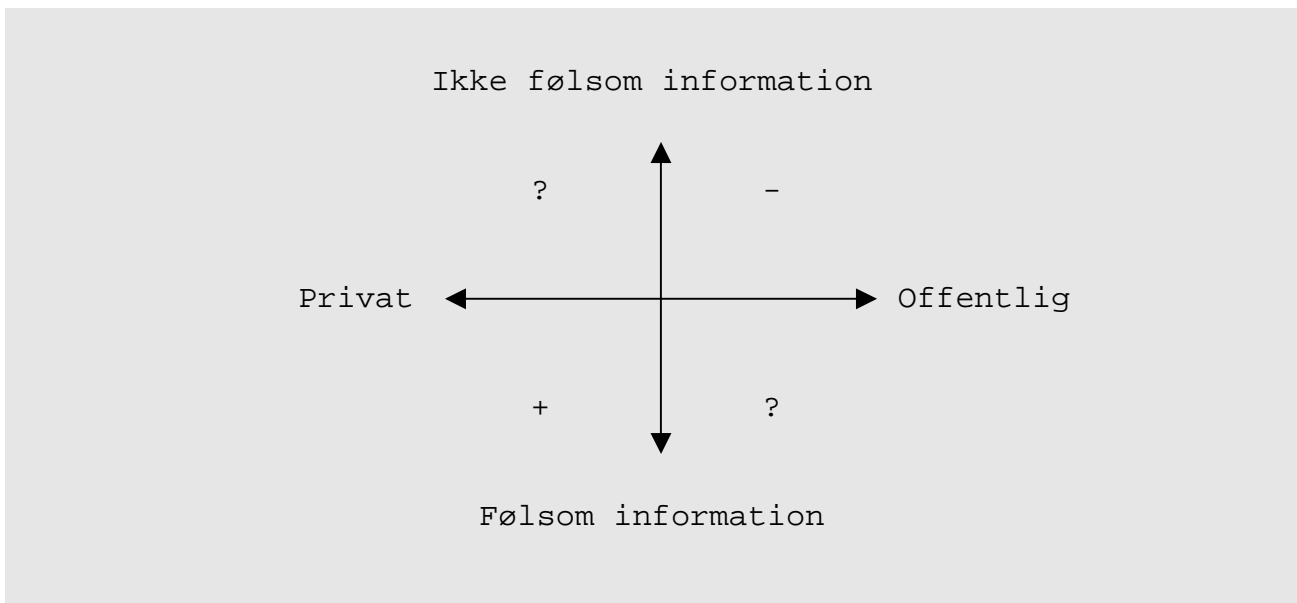 Ikke følsom information
? -
Privat Offentlig
+ ?
Følsom information